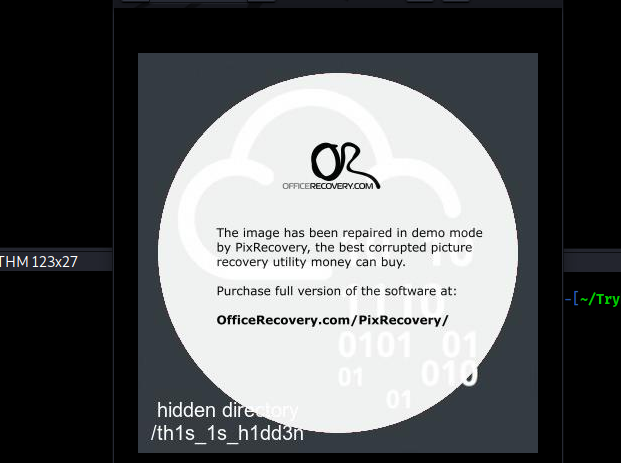 THM 123x27
-[~/Try
OR
OFFICERECOVERY.COM
The image has been repaired in demo mode
by PixRecovery, the best corrupted picture
recovery utility money can buy.
Purchase full version of the software at:
OfficeRecovery.com/PixRecovery/
10
1110
0101 01
01 010
01
hidden directory
/th1s_1s_h1dd3n